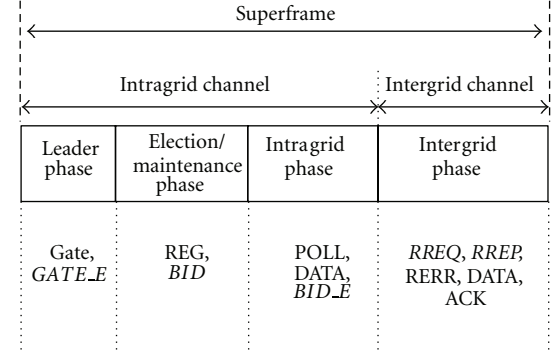 Superframe
Intragrid channel
Intergrid channel
Leader
phase
Election/
maintenance
phase
Intragrid
phase
Intergrid
phase
Gate,
GATE_E
REG,
BID
POLL,
DATA,
BID_E
RREQ, RREP,
RERR, DATA,
ACK